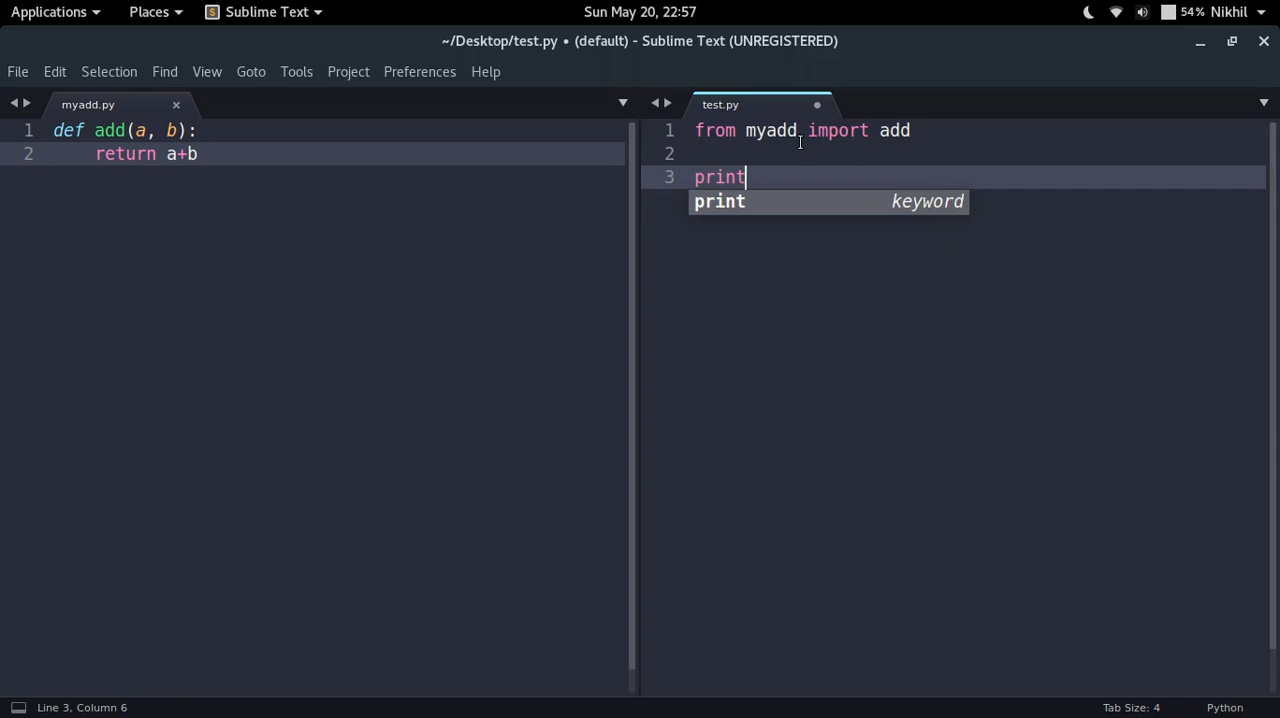 Applications Places Sublime Text Sun May 20, 22:57 54% Nikhil
~/Desktop/test.py • (default) - Sublime Text (UNREGISTERED)
File Edit Selection Find View Goto Tools Project Preferences Help
myadd.py
1 def add(a, b):
2 return a+b
test.py
1 from myadd import add
2
3 print
print keyword
Line 3, Column 6 Tab Size: 4 Python